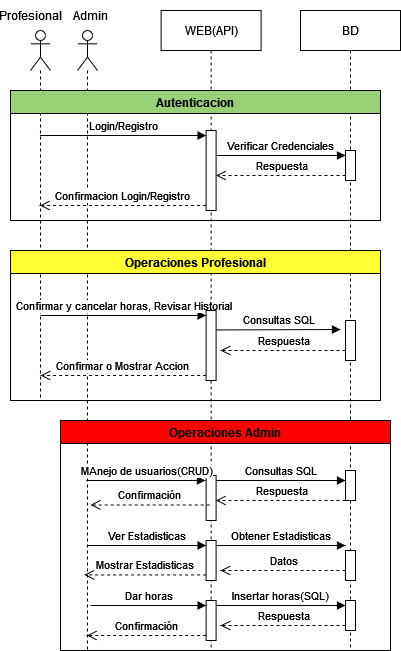 Profesional Admin
WEB(API)
BD
Autenticacion
Login/Registro
Verificar Credenciales
Respuesta
Confirmacion Login/Registro
Operaciones Profesional
Confirmar y cancelar horas, Revisar Historial
Consultas SQL
Respuesta
Confirmar o Mostrar Accion
Operaciones Admin
MAnejo de usuarios(CRUD)
Consultas SQL
Respuesta
Confirmación
Ver Estadisticas
Obtener Estadisticas
Datos
Mostrar Estadisticas
Dar horas
Insertar horas(SQL)
Respuesta
Confirmación